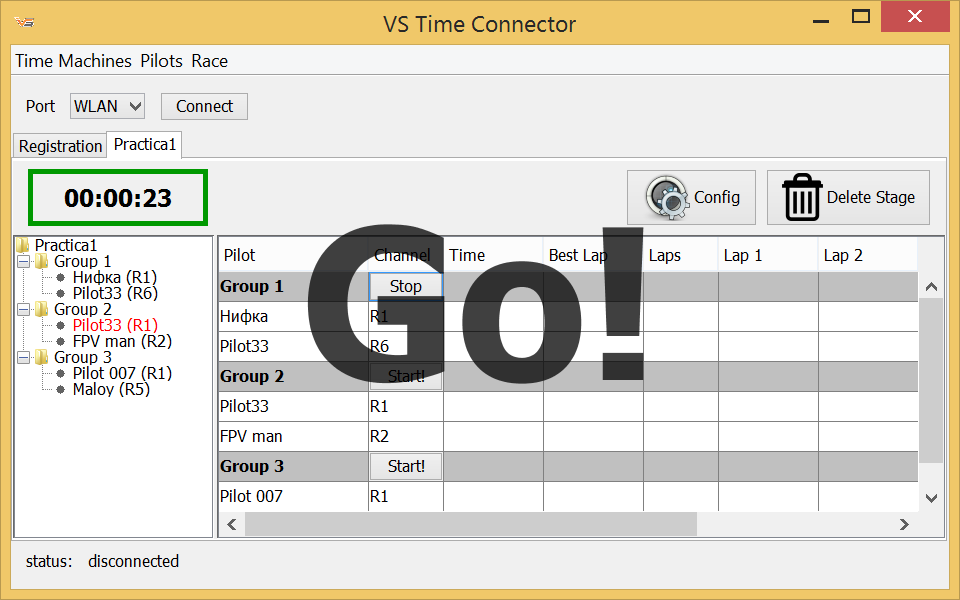 VS Time Connector
Time Machines Pilots Race
Port WLAN Connect
Registration Practica1
00:00:23 Config Delete Stage
Practica1
Group 1
Нифка (R1)
Pilot33 (R6)
Group 2
Pilot33 (R1)
FPV man (R2)
Group 3
Pilot 007 (R1)
Maloy (R5)
Pilot Channel Time Best Lap Laps Lap 1 Lap 2
Group 1 Stop
Нифка R1
Pilot33 R6
Group 2 Start!
Pilot33 R1
FPV man R2
Group 3 Start!
Pilot 007 R1
Go!
status: disconnected